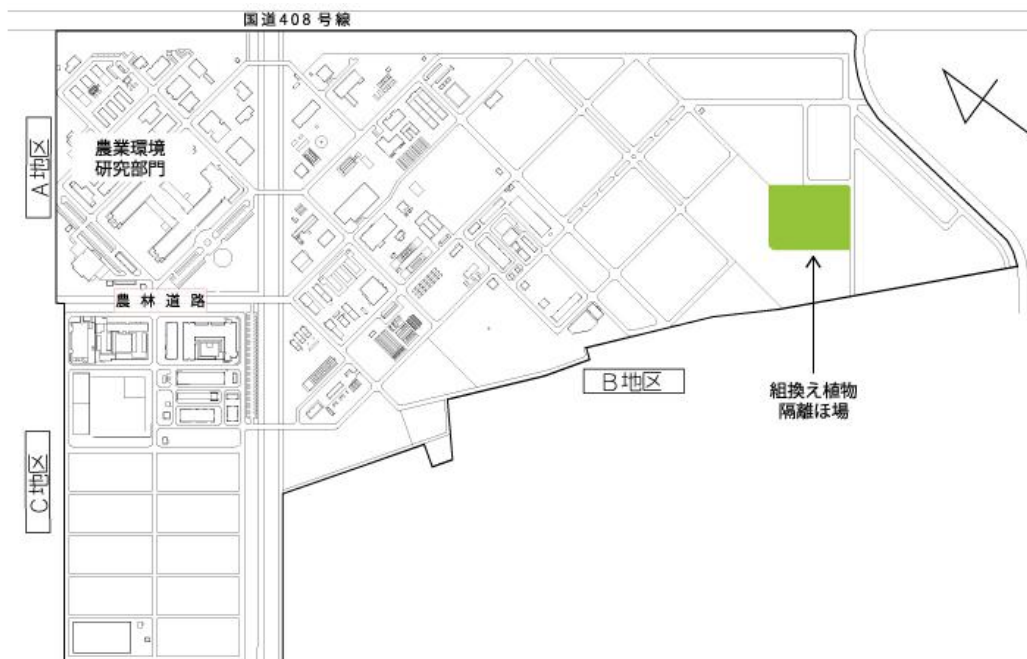 国道408号線
A地区
農業環境
研究部門
農林道路
B地区
組換え植物
隔離ほ場
C地区